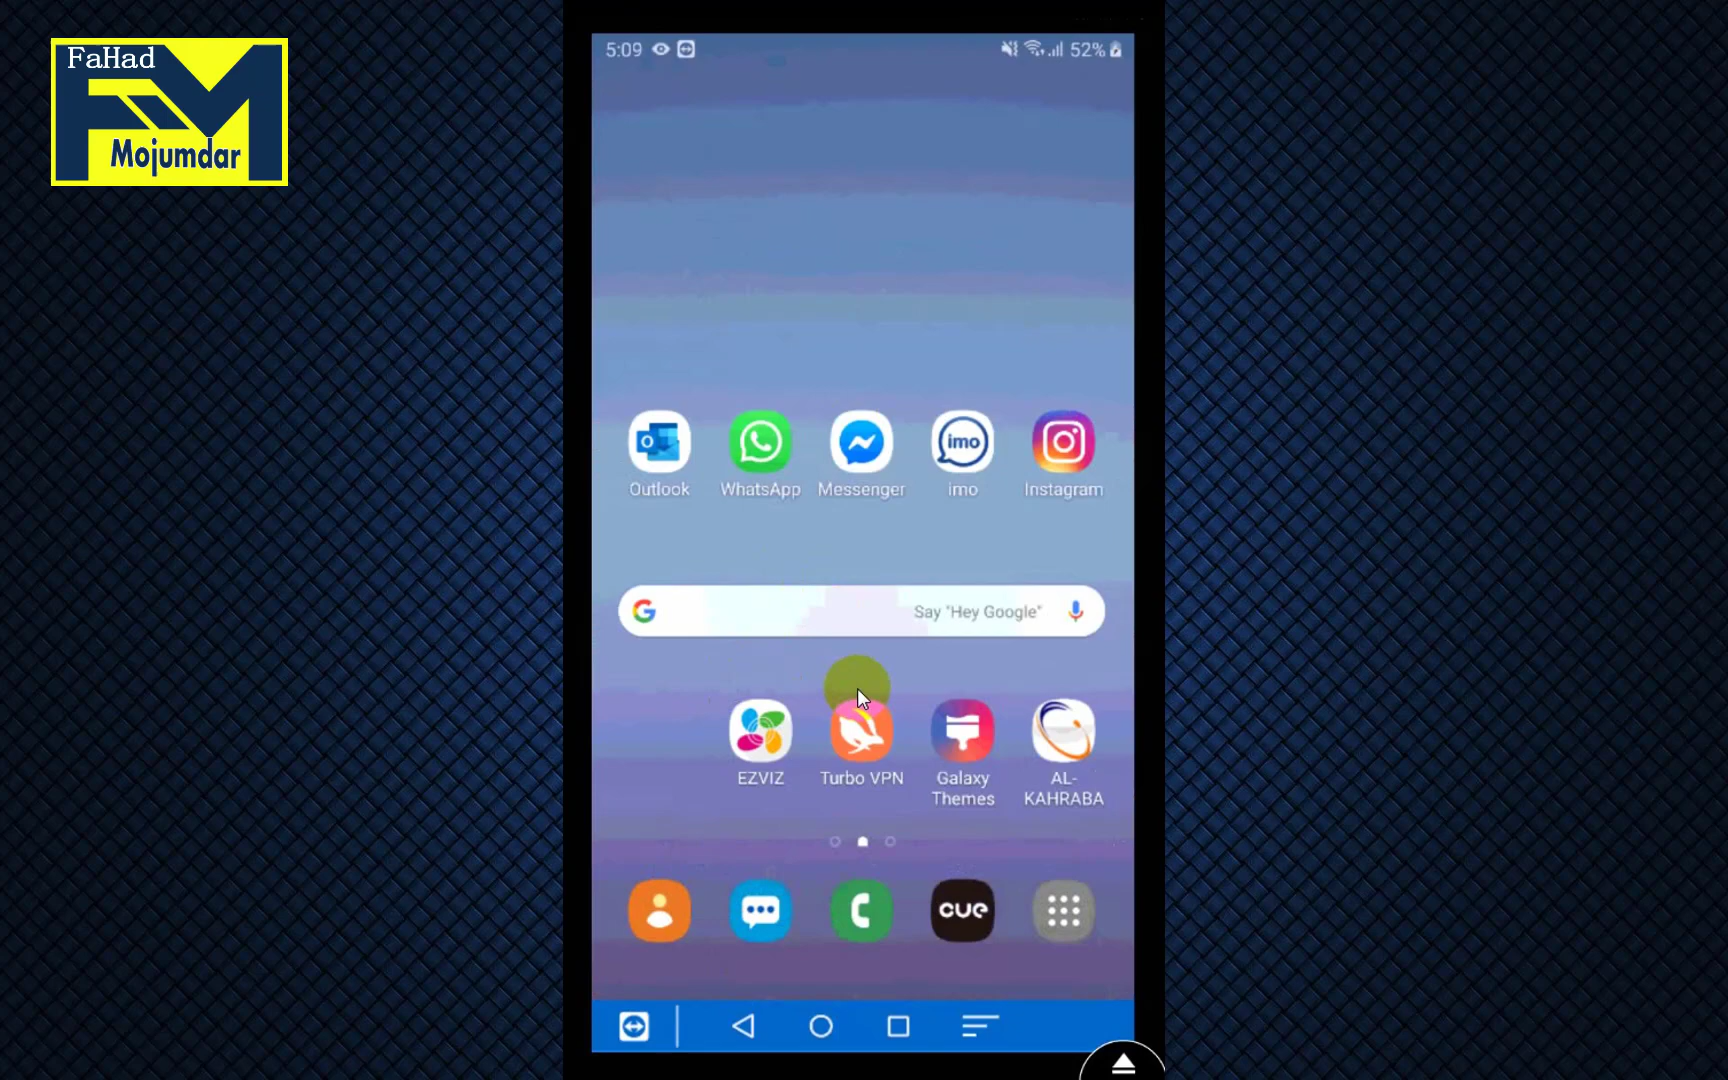 FaHad
FM
Mojumdar
5:09
52%
Outlook
WhatsApp
Messenger
imo
imo
Instagram
Say "Hey Google"
EZVIZ
Turbo VPN
Galaxy
Themes
AL-
KAHRABA
cue